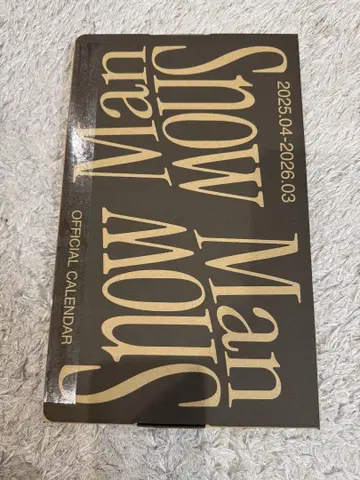 2025.04-2026.03
Snow Man
Man Snow
OFFICIAL CALENDAR